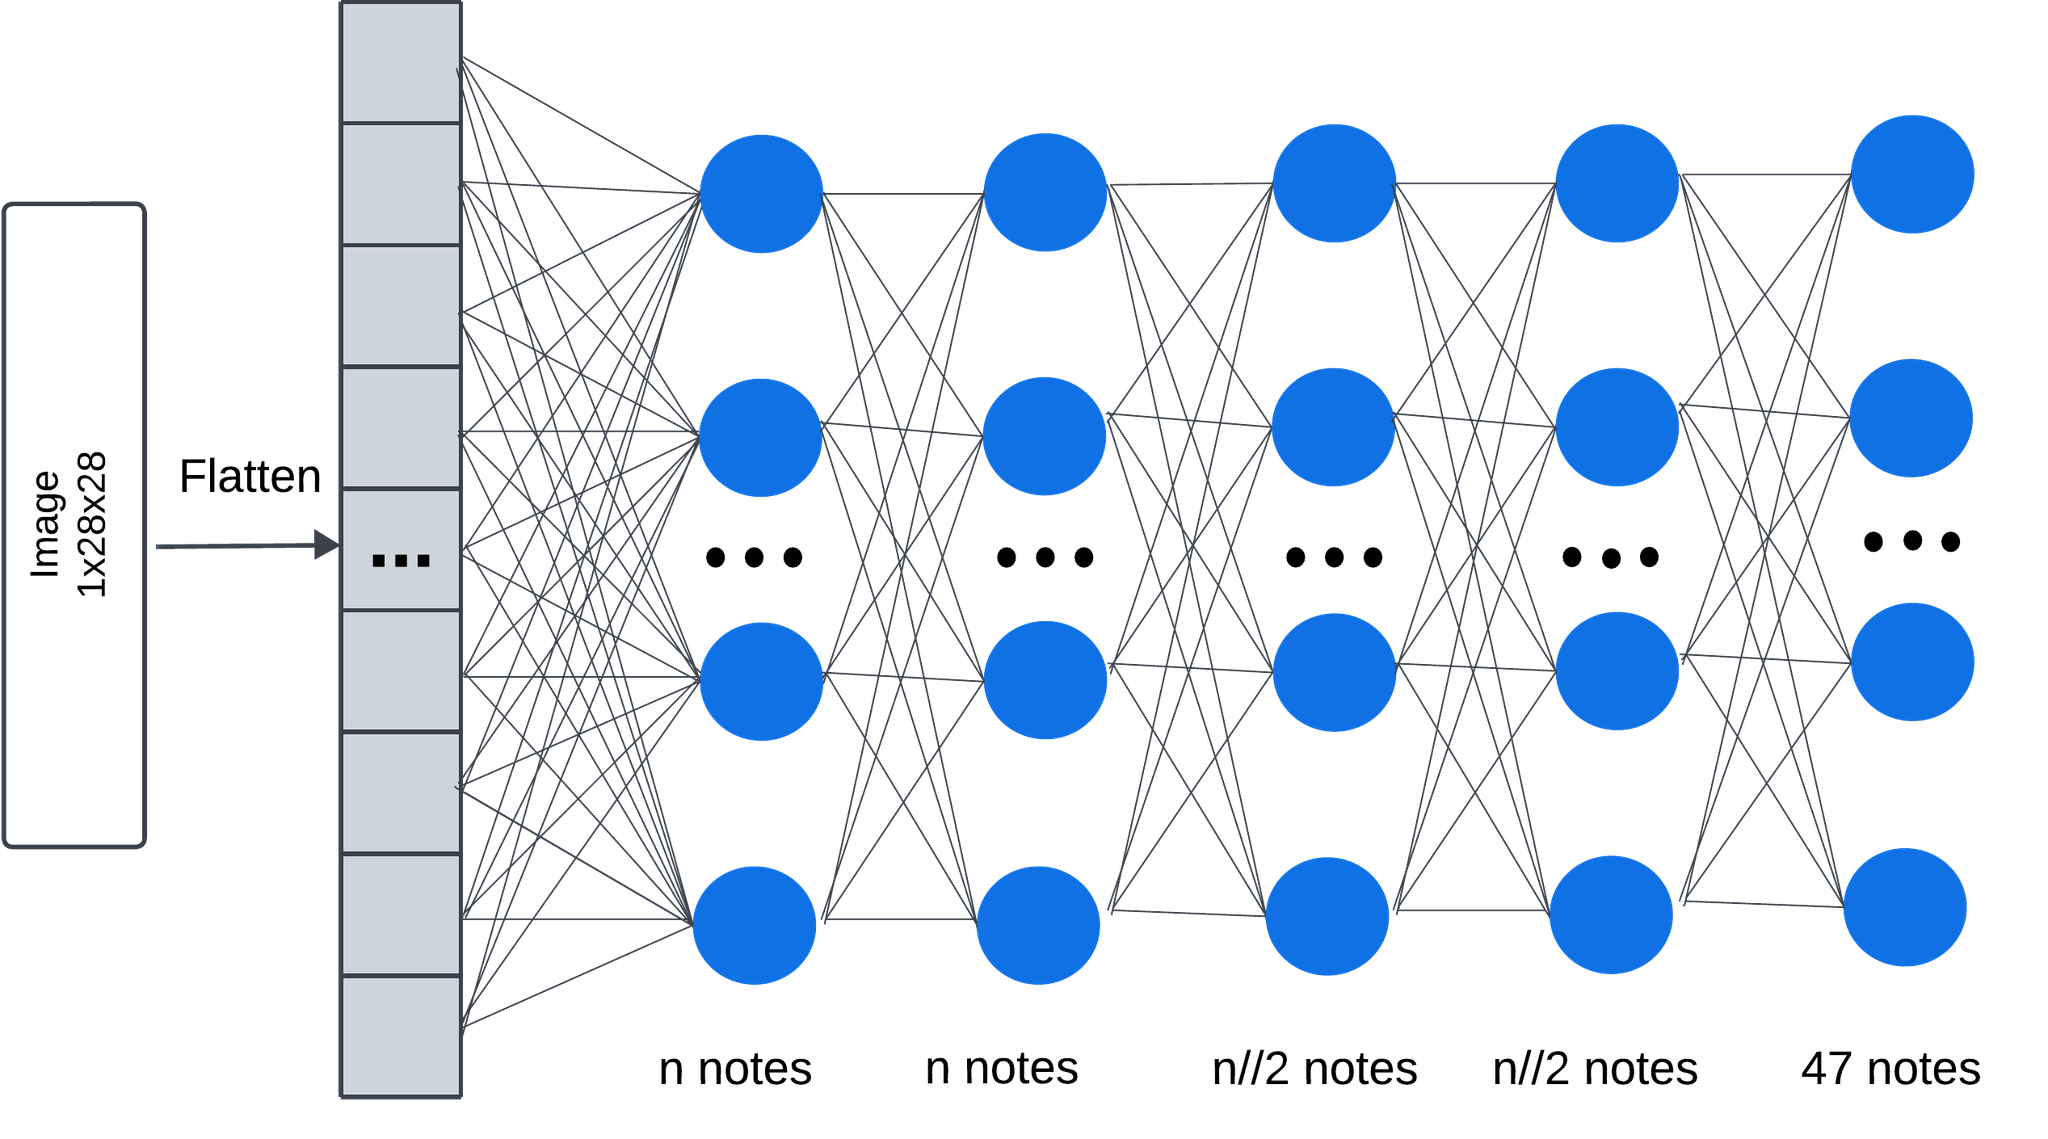 Image
1x28x28
Flatten
...
n notes
n notes
n//2 notes
n//2 notes
47 notes